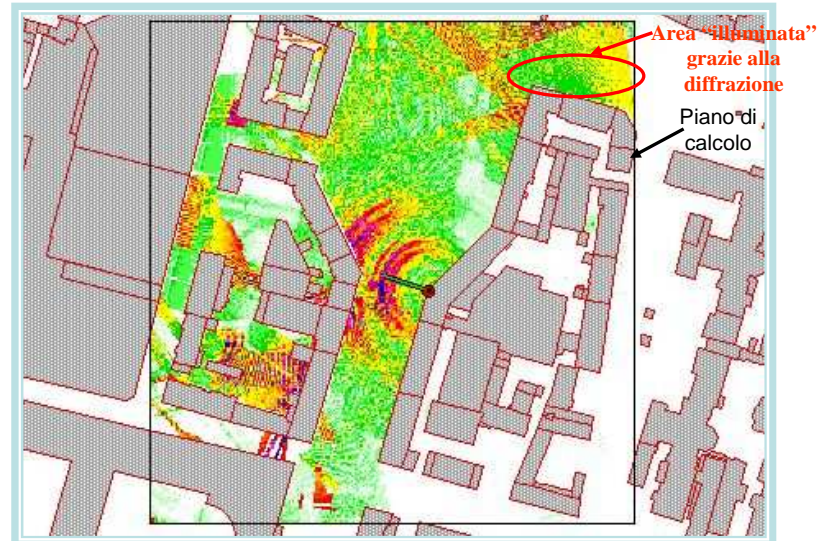 Area “illuminata”
grazie alla
diffrazione
Piano di
calcolo